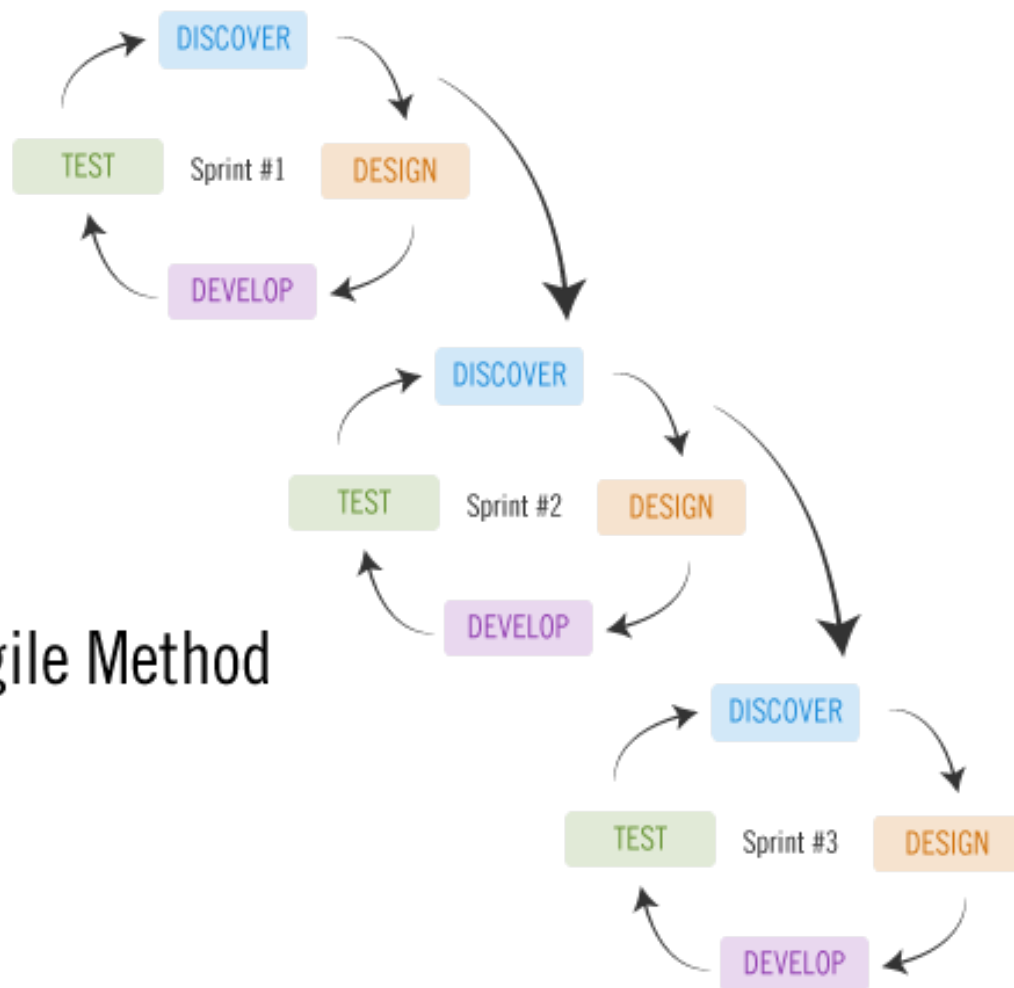 DISCOVER
TEST Sprint #1 DESIGN
DEVELOP
DISCOVER
TEST Sprint #2 DESIGN
DEVELOP
gile Method
DISCOVER
TEST Sprint #3 DESIGN
DEVELOP